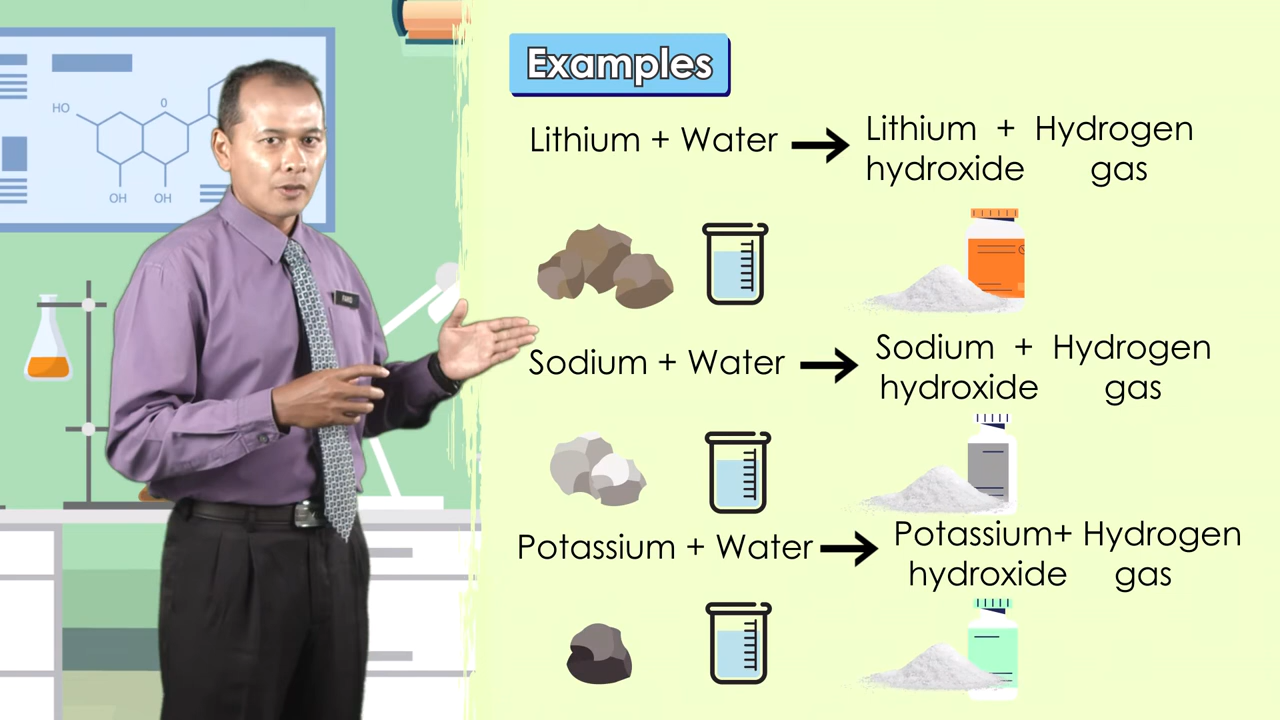 HO
O
OH OH
Examples
Lithium + Water → Lithium + Hydrogen
hydroxide gas
Sodium + Water → Sodium + Hydrogen
hydroxide gas
Potassium + Water → Potassium+ Hydrogen
hydroxide gas